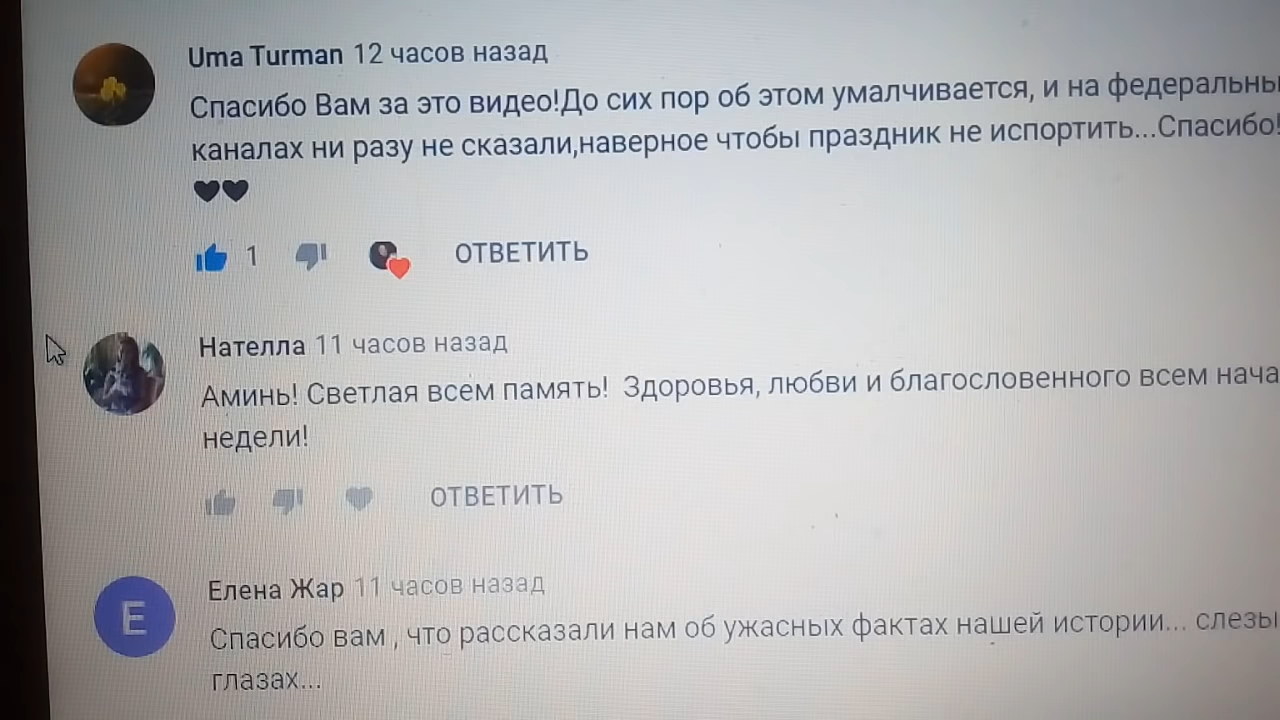 Uma Turman 12 часов назад
Спасибо Вам за это видео!До сих пор об этом умалчивается, и на федеральны
каналах ни разу не сказали,наверное чтобы праздник не испортить...Спасибо!
🖤🖤
1 ОТВЕТИТЬ
Нателла 11 часов назад
Аминь! Светлая всем память! Здоровья, любви и благословенного всем нача
недели!
ОТВЕТИТЬ
E
Елена Жар 11 часов назад
Спасибо вам , что рассказали нам об ужасных фактах нашей истории... слезы
глазах...